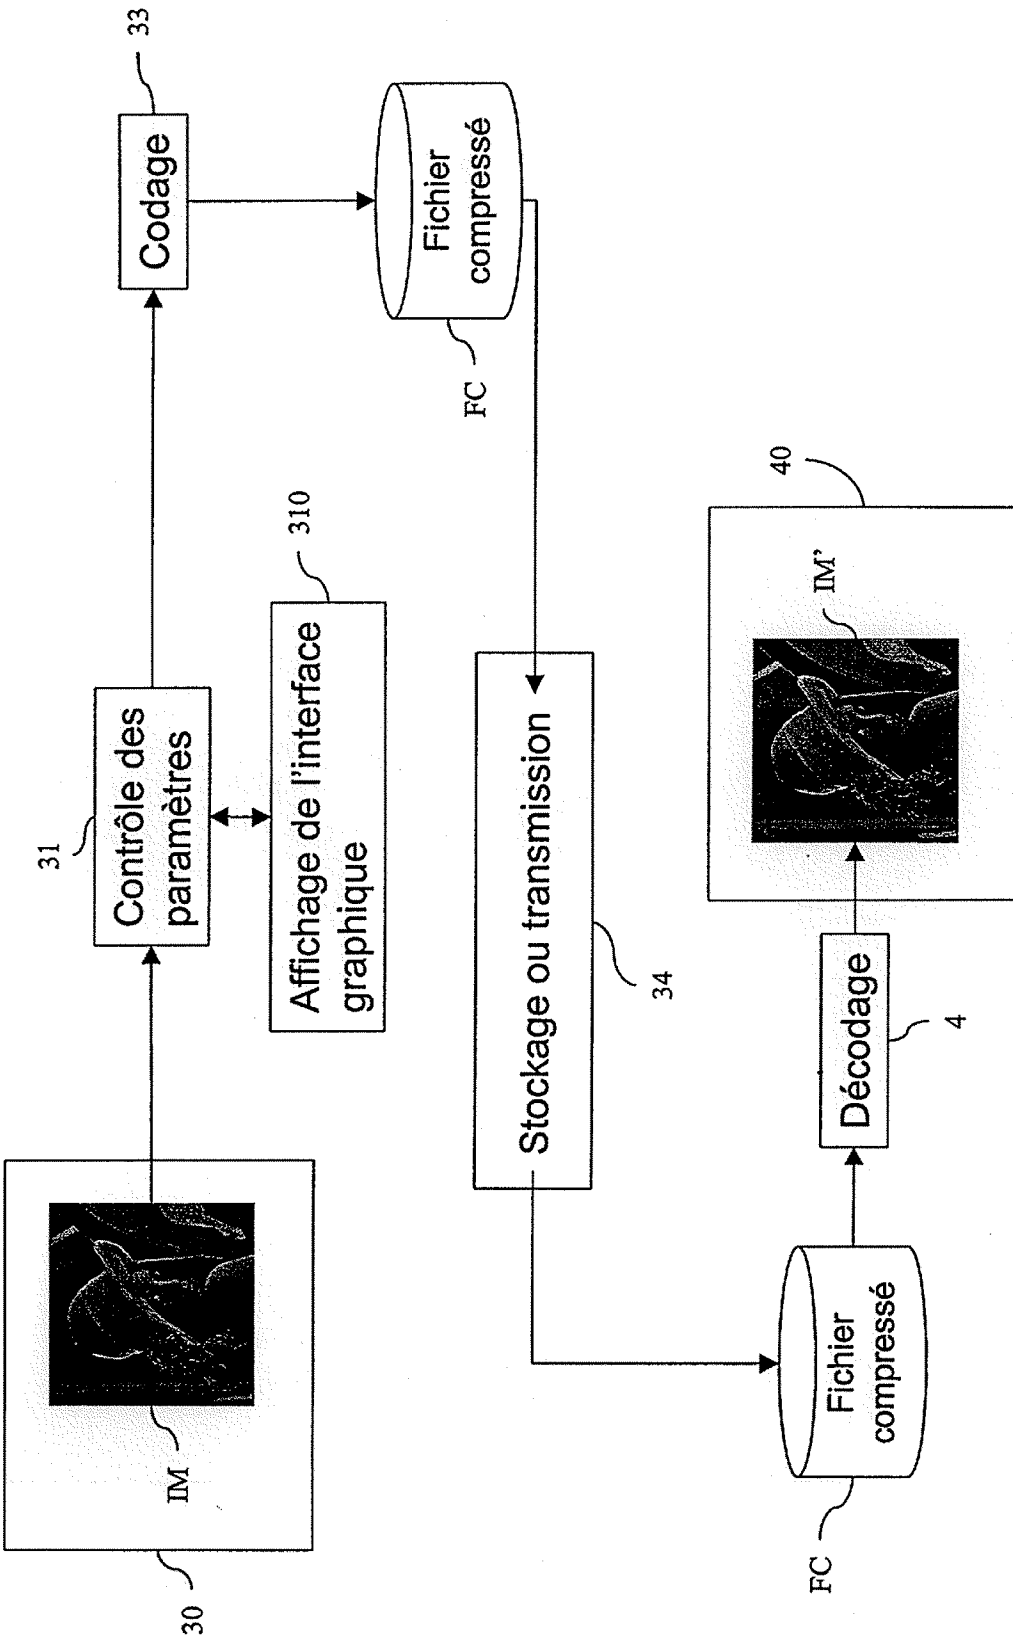 30
IM
31
Contrôle des
paramètres
310
Affichage de l'interface
graphique
33
Codage
Fichier
compressé
FC
Stockage ou transmission
34
Fichier
compressé
FC
Décodage
4
40
IM'